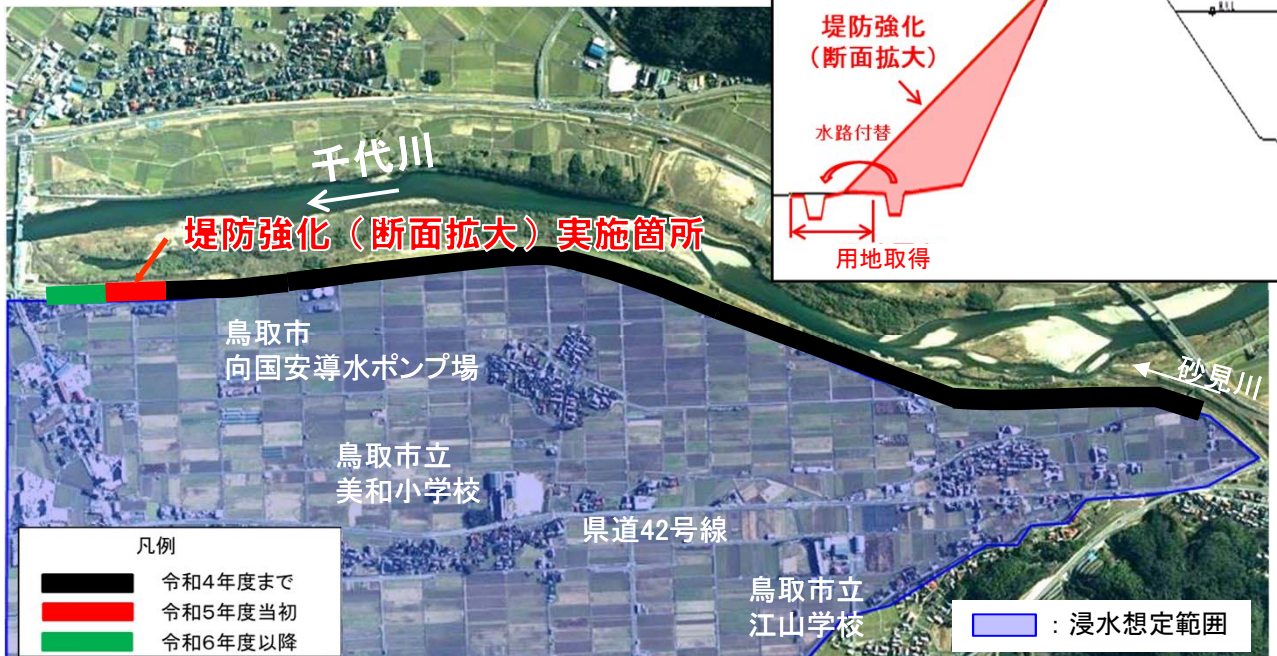 堤防強化
（断面拡大）
水路付替
用地取得
千代川
堤防強化（断面拡大）実施箇所
砂見川
鳥取市
向国安導水ポンプ場
鳥取市立
美和小学校
県道42号線
鳥取市立
江山学校
凡例
令和4年度まで
令和5年度当初
令和6年度以降
：浸水想定範囲